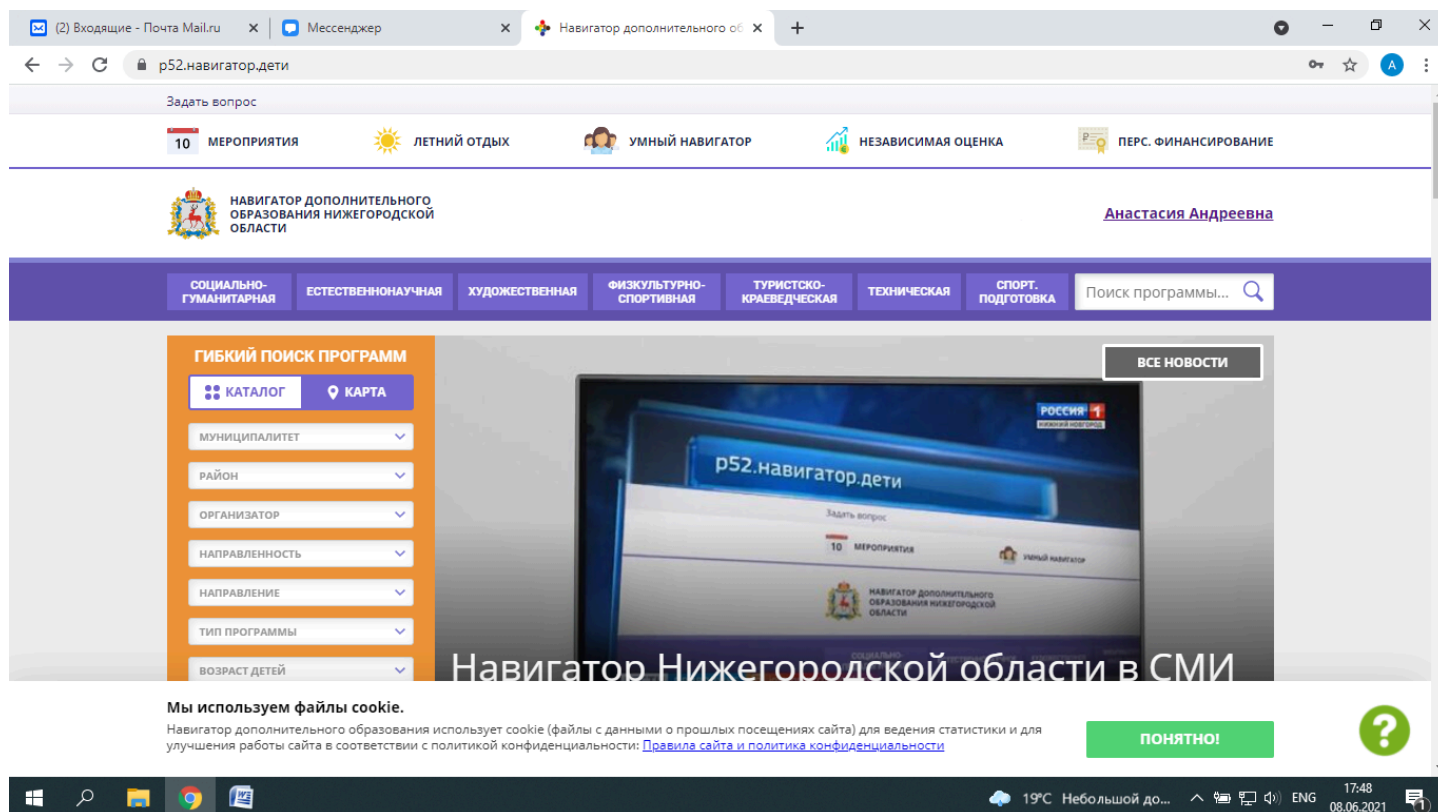 (2) Входящие - Почта Mail.ru
Мессенджер
Навигатор дополнительного об
р52.навигатор.дети
A
Задать вопрос
10 МЕРОПРИЯТИЯ
ЛЕТНИЙ ОТДЫХ
УМНЫЙ НАВИГАТОР
НЕЗАВИСИМАЯ ОЦЕНКА
ПЕРС. ФИНАНСИРОВАНИЕ
НАВИГАТОР ДОПОЛНИТЕЛЬНОГО
ОБРАЗОВАНИЯ НИЖЕГОРОДСКОЙ
ОБЛАСТИ
Анастасия Андреевна
СОЦИАЛЬНО-
ГУМАНИТАРНАЯ
ЕСТЕСТВЕННОНАУЧНАЯ
ХУДОЖЕСТВЕННАЯ
ФИЗКУЛЬТУРНО-
СПОРТИВНАЯ
ТУРИСТСКО-
КРАЕВЕДЧЕСКАЯ
ТЕХНИЧЕСКАЯ
СПОРТ.
ПОДГОТОВКА
Поиск программы...
ГИБКИЙ ПОИСК ПРОГРАММ
КАТАЛОГ
КАРТА
МУНИЦИПАЛИТЕТ
РАЙОН
ОРГАНИЗАТОР
НАПРАВЛЕННОСТЬ
НАПРАВЛЕНИЕ
ТИП ПРОГРАММЫ
ВОЗРАСТ ДЕТЕЙ
ВСЕ НОВОСТИ
РОССИЯ 1
НИЖНИЙ НОВГОРОД
р52.навигатор.дети
Задать вопрос
10 МЕРОПРИЯТИЯ
УМНЫЙ НАВИГАТОР
НАВИГАТОР ДОПОЛНИТЕЛЬНОГО
ОБРАЗОВАНИЯ НИЖЕГОРОДСКОЙ
ОБЛАСТИ
Навигатор Нижегородской области в СМИ
Мы используем файлы cookie.
Навигатор дополнительного образования использует cookie (файлы с данными о прошлых посещениях сайта) для ведения статистики и для
улучшения работы сайта в соответствии с политикой конфиденциальности: Правила сайта и политика конфиденциальности
ПОНЯТНО!
?
19°C Небольшой до...
ENG
17:48
08.06.2021
1